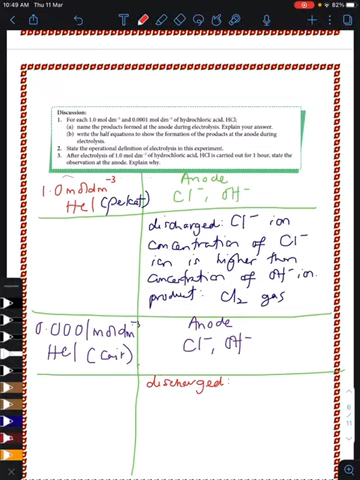 10:49 AM Thu 11 Mar
82%
Discussion:
1. For each 1.0 mol dm⁻³ and 0.0001 mol dm⁻³ of hydrochloric acid, HCl:
(a) name the products formed at the anode during electrolysis. Explain your answer.
(b) write the half equations to show the formation of the products at the anode during
electrolysis.
2. State the operational definition of electrolysis in this experiment.
3. After electrolysis of 1.0 mol dm⁻³ of hydrochloric acid, HCl is carried out for 1 hour, state the
observation at the anode. Explain why.
1.0 mol dm⁻³
HCl (pekat)
Anode
Cl⁻, OH⁻
discharged: Cl⁻ ion
concentration of Cl⁻
ion is higher than
concentration of OH⁻ ion.
product: Cl₂ gas
0.0001 mol dm⁻³
HCl (cair)
Anode
Cl⁻, OH⁻
discharged:
6
11